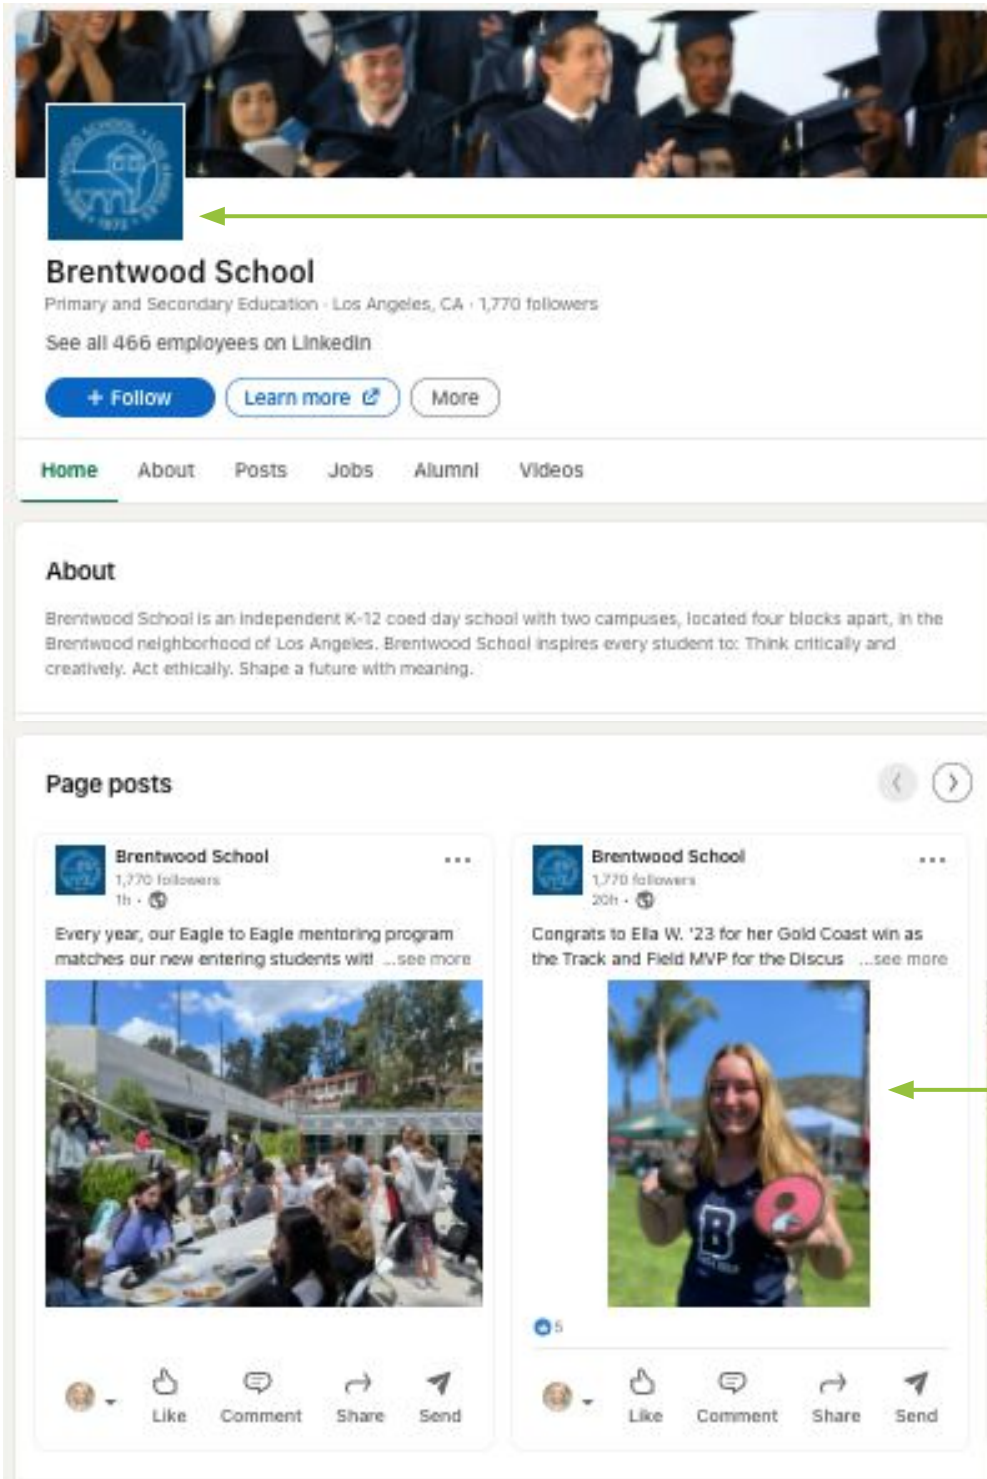 Brentwood School
Primary and Secondary Education · Los Angeles, CA · 1,770 followers
See all 466 employees on LinkedIn
+ Follow
Learn more
More
Home
About
Posts
Jobs
Alumni
Videos
About
Brentwood School is an independent K-12 coed day school with two campuses, located four blocks apart, in the
Brentwood neighborhood of Los Angeles. Brentwood School inspires every student to: Think critically and
creatively. Act ethically. Shape a future with meaning.
Page posts
Brentwood School
1,770 followers
1h •
Every year, our Eagle to Eagle mentoring program
matches our new entering students with ...see more
Like
Comment
Share
Send
Brentwood School
1,770 followers
20h •
Congrats to Ella W. '23 for her Gold Coast win as
the Track and Field MVP for the Discus ...see more
B
5
Like
Comment
Share
Send